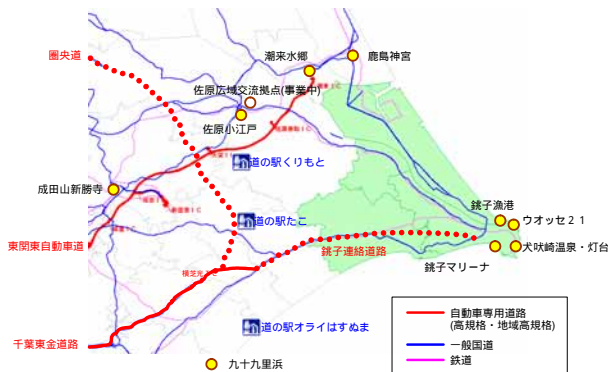 圏央道
潮来水郷
鹿島神宮
佐原広域交流拠点(事業中)
佐原小江戸
道の駅くりもと
成田山新勝寺
道の駅たこ
銚子漁港
ウオッセ２１
東関東自動車道
銚子連絡道路
犬吠崎温泉・灯台
横芝光ＩＣ
銚子マリーナ
道の駅オライはすぬま
千葉東金道路
九十九里浜
自動車専用道路
(高規格・地域高規格)
一般国道
鉄道